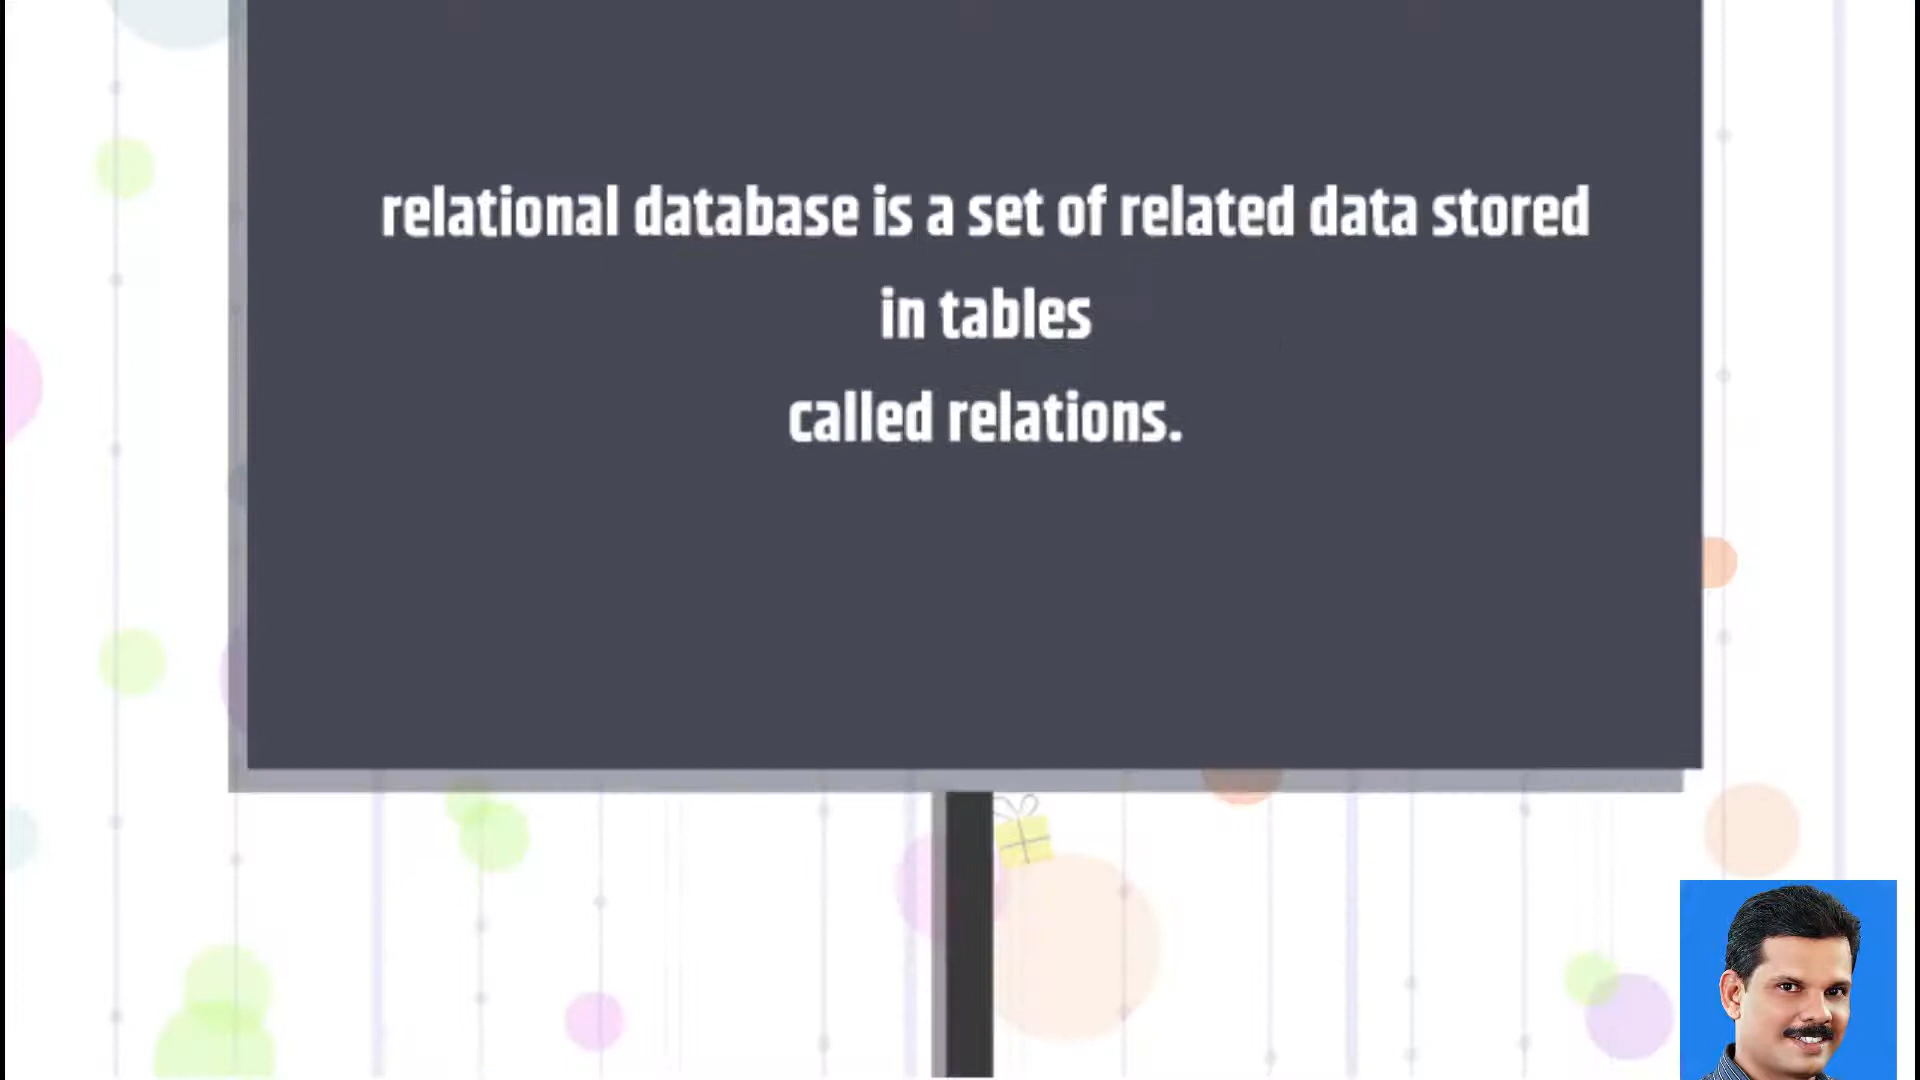 relational database is a set of related data stored
in tables
called relations.